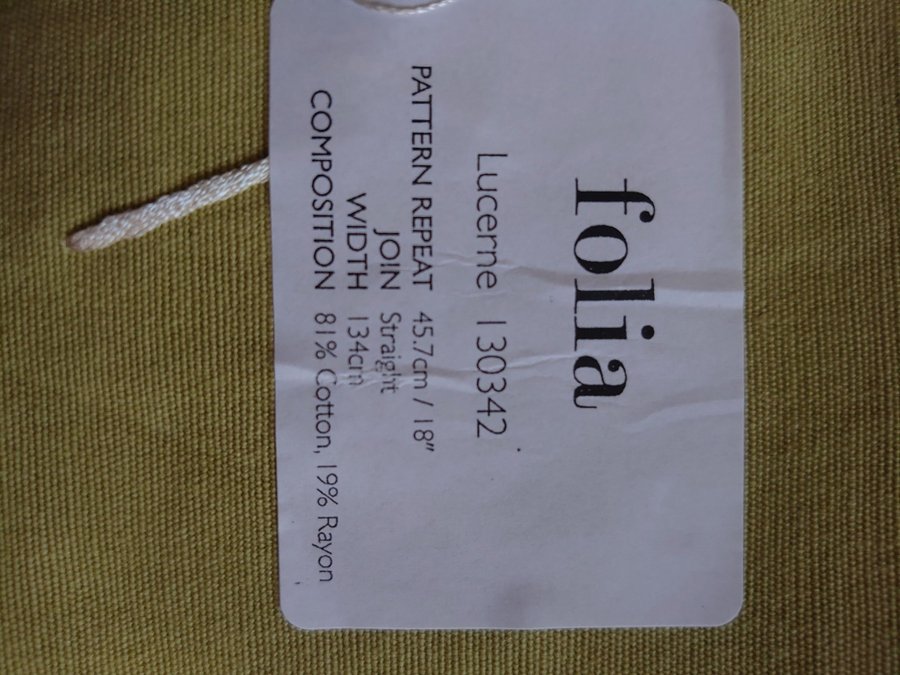 folia
Lucerne 130342
PATTERN REPEAT 45.7cm / 18"
JOIN Straight
WIDTH 134cm
COMPOSITION 81% Cotton, 19% Rayon